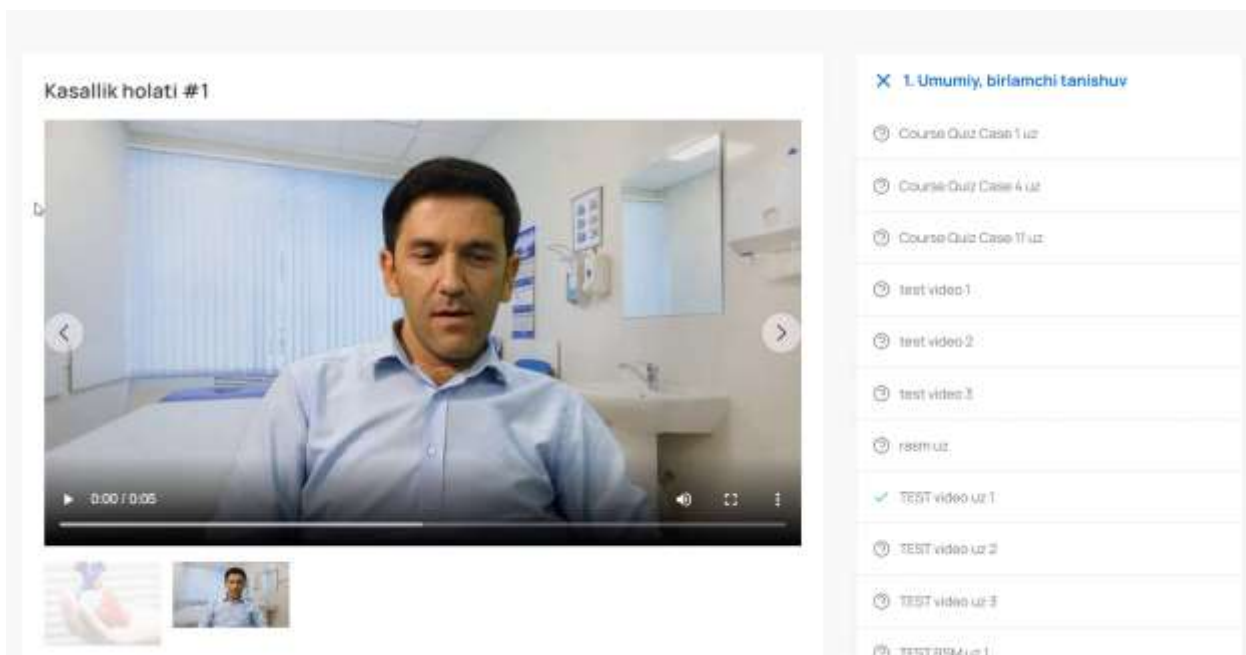 Kasallik holati #1
0:00 / 0:05
1. Umumiy, birlamchi tanishuv
Course Quiz Case 1 uz
Course Quiz Case 4 uz
Course Quiz Case 11 uz
test video 1
test video 2
test video 3
rasm uz
TEST video uz 1
TEST video uz 2
TEST video uz 3